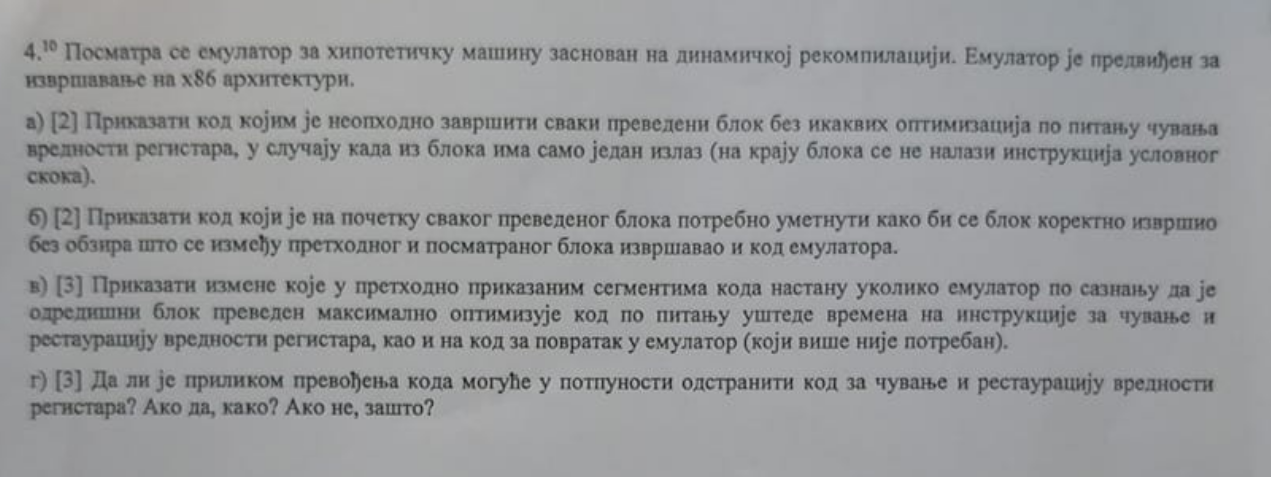 4.¹⁰ Посматра се емулатор за хипотетичку машину заснован на динамичкој рекомпилацији. Емулатор је предвиђен за
извршавање на x86 архитектури.
а) [2] Приказати код којим је неопходно завршити сваки преведени блок без икаквих оптимизација по питању чувања
вредности регистара, у случају када из блока има само један излаз (на крају блока се не налази инструкција условног
скока).
б) [2] Приказати код који је на почетку сваког преведеног блока потребно уметнути како би се блок коректно извршио
без обзира што се између претходног и посматраног блока извршавао и код емулатора.
в) [3] Приказати измене које у претходно приказаним сегментима кода настану уколико емулатор по сазнању да је
одредишни блок преведен максимално оптимизује код по питању уштеде времена на инструкције за чување и
рестаурацију вредности регистара, као и на код за повратак у емулатор (који више није потребан).
г) [3] Да ли је приликом превођења кода могуће у потпуности одстранити код за чување и рестаурацију вредности
регистара? Ако да, како? Ако не, зашто?